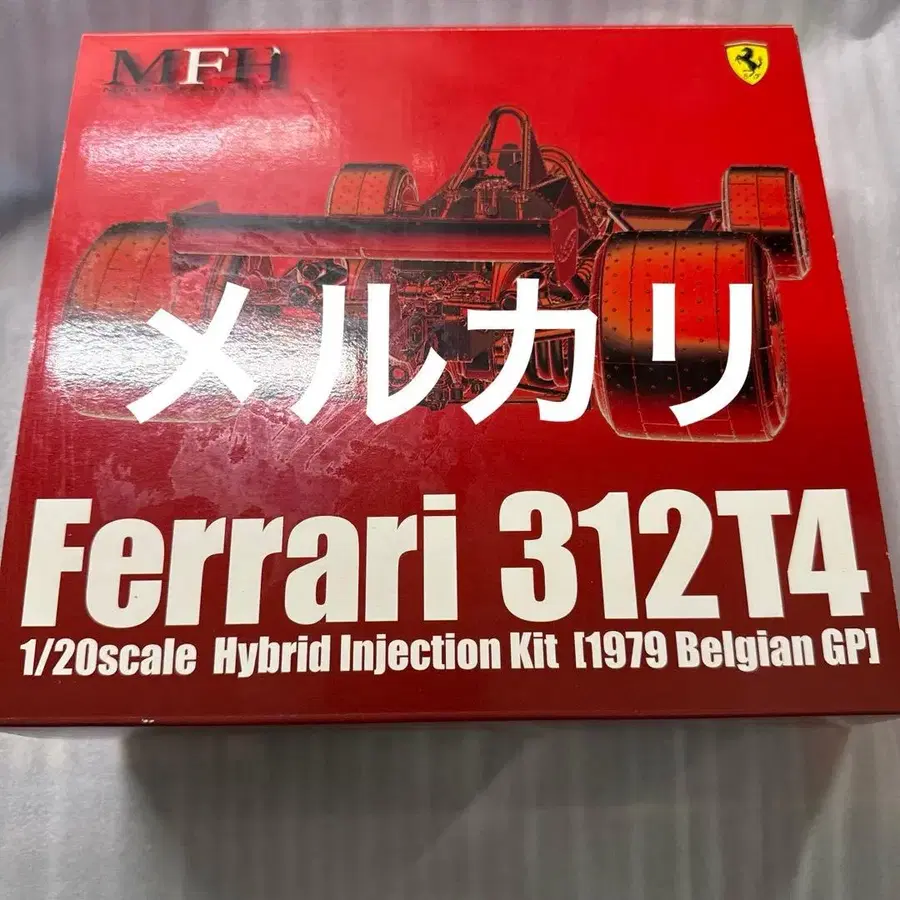 MFH
メルカリ
Ferrari 312T4
1/20scale Hybrid Injection Kit [1979 Belgian GP]